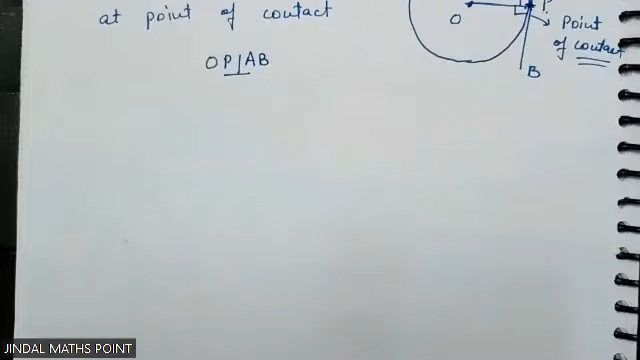 at point of contact
OP⊥AB
O
P
Point
of contact
B
JINDAL MATHS POINT